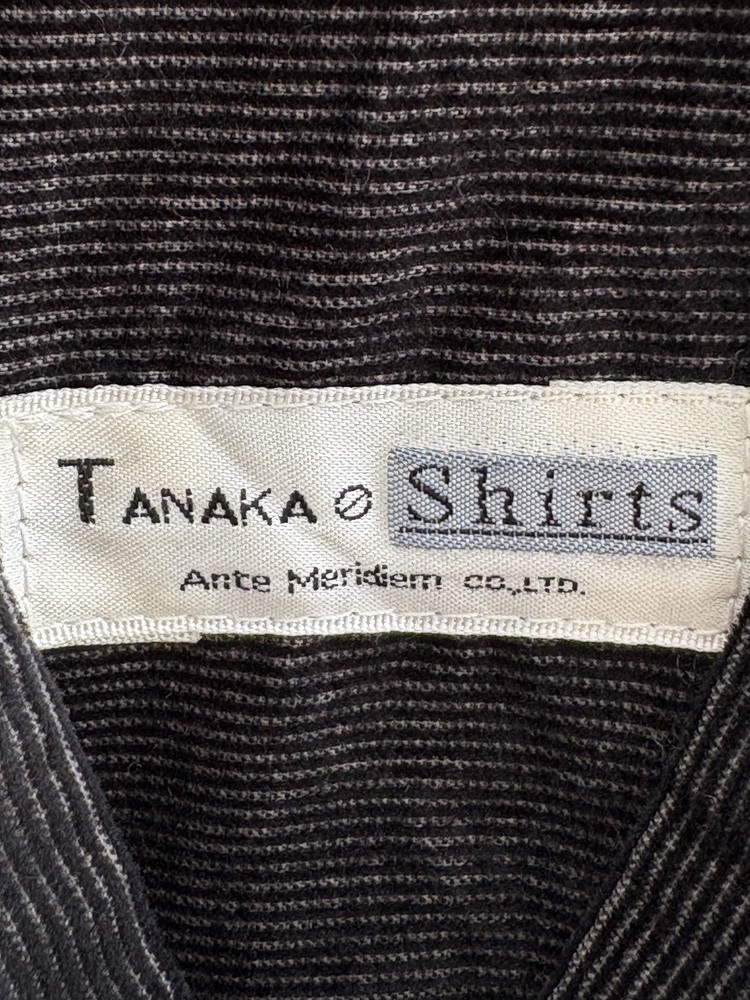 TANAKA ∅ Shirts
Ante Meridiem CO.,LTD.